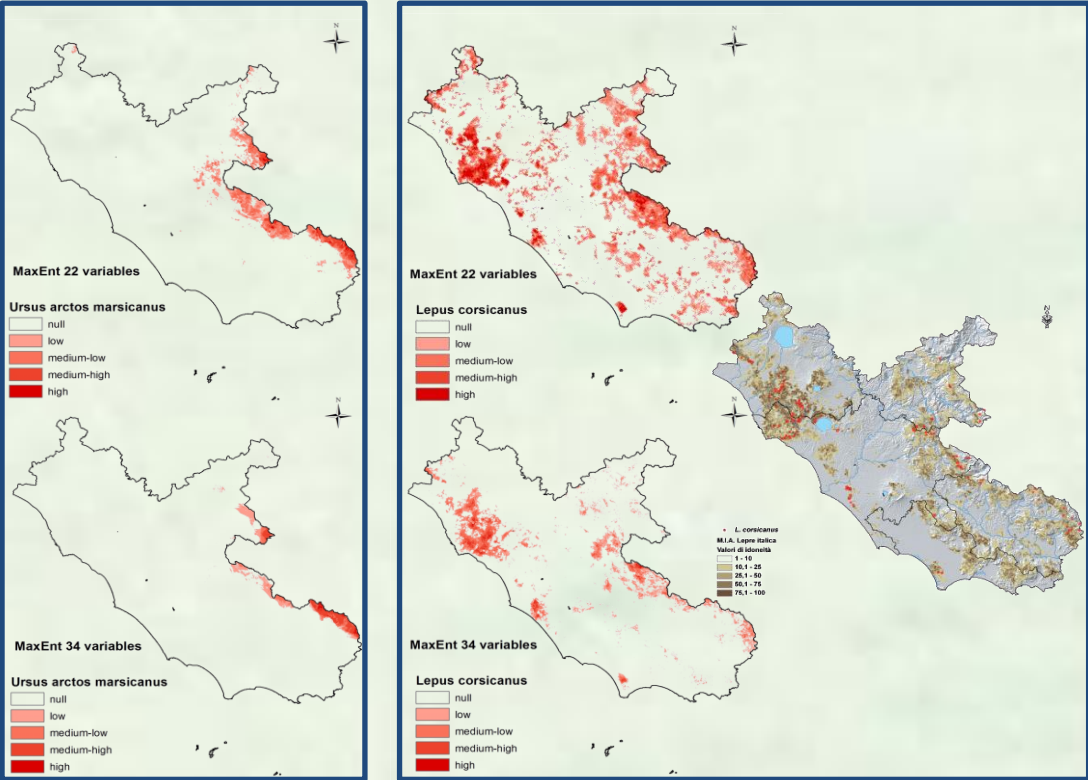 N
MaxEnt 22 variables
Ursus arctos marsicanus
null
low
medium-low
medium-high
high
N
MaxEnt 34 variables
Ursus arctos marsicanus
null
low
medium-low
medium-high
high
N
MaxEnt 22 variables
Lepus corsicanus
null
low
medium-low
medium-high
high
N
MaxEnt 34 variables
Lepus corsicanus
null
low
medium-low
medium-high
high
L. corsicanus
M.I.A. Lepre italica
Valori di idoneità
1 - 10
10,1 - 25
25,1 - 50
50,1 - 75
75,1 - 100